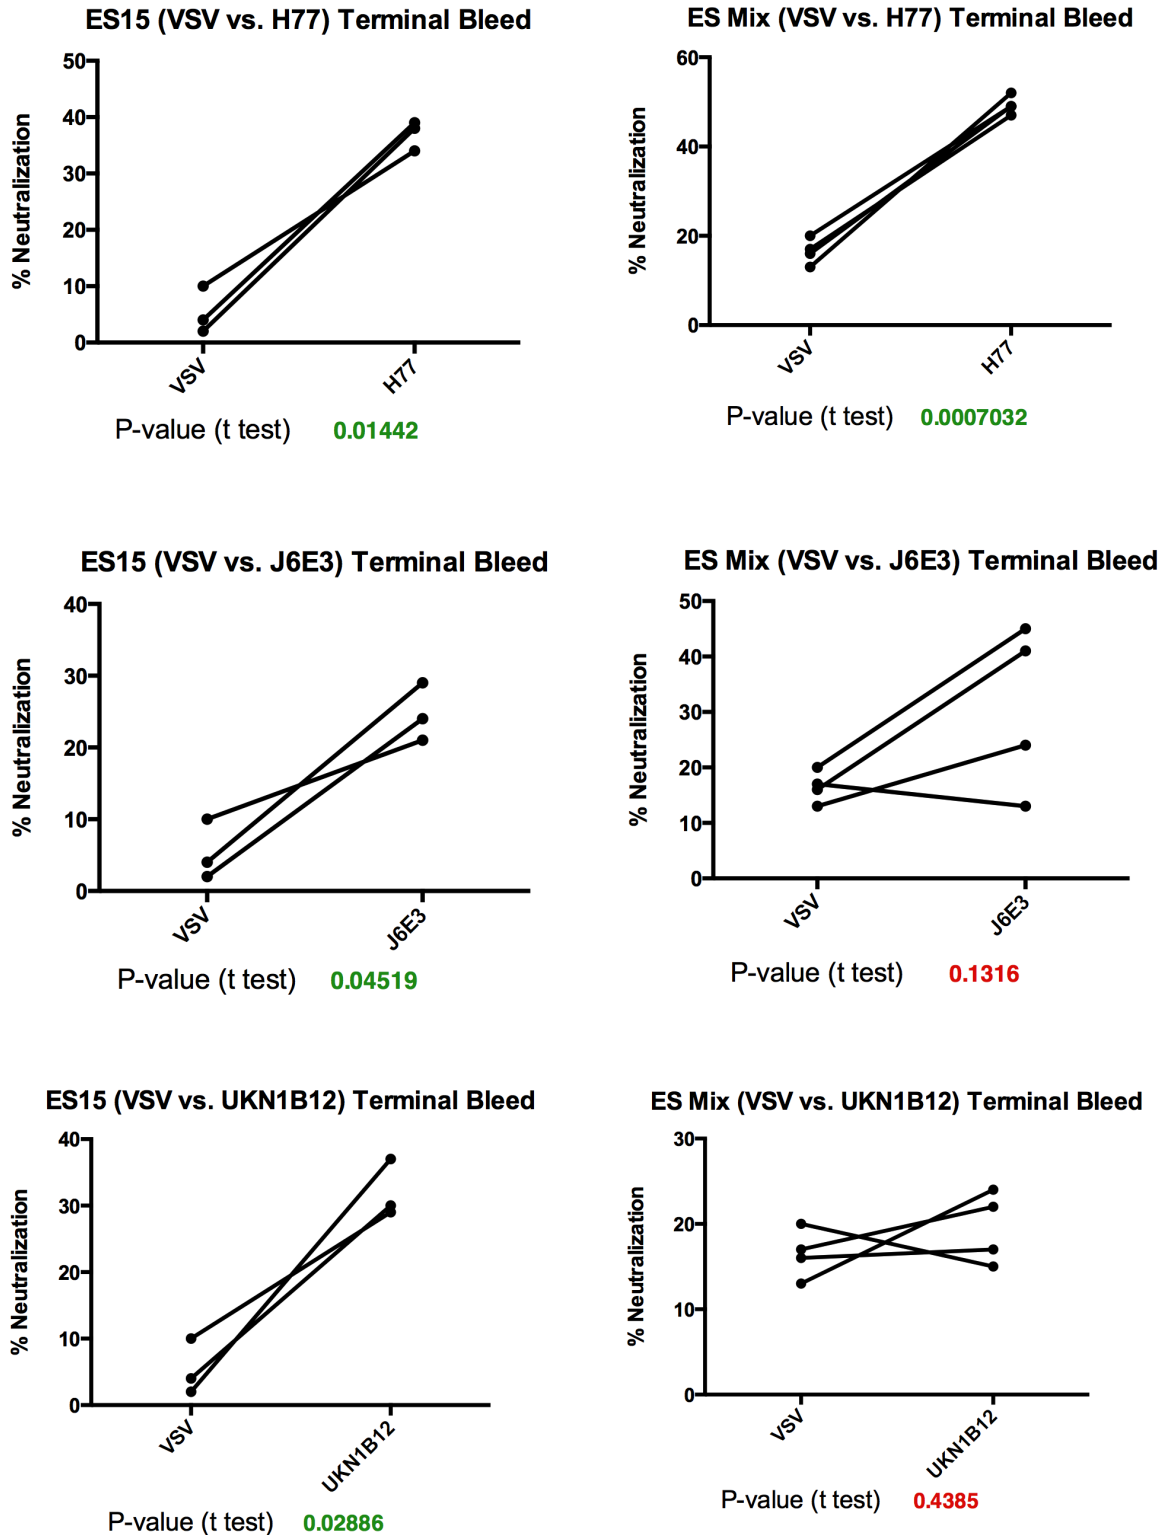 ES15 (VSV vs. H77) Terminal Bleed
50
40
30
20
10
0
% Neutralization
VSV
H77
P-value (t test) 0.01442
ES Mix (VSV vs. H77) Terminal Bleed
60
40
20
0
% Neutralization
VSV
H77
P-value (t test) 0.0007032
ES15 (VSV vs. J6E3) Terminal Bleed
40
30
20
10
0
% Neutralization
VSV
J6E3
P-value (t test) 0.04519
ES Mix (VSV vs. J6E3) Terminal Bleed
50
40
30
20
10
0
% Neutralization
VSV
J6E3
P-value (t test) 0.1316
ES15 (VSV vs. UKN1B12) Terminal Bleed
40
30
20
10
0
% Neutralization
VSV
UKN1B12
P-value (t test) 0.02886
ES Mix (VSV vs. UKN1B12) Terminal Bleed
30
20
10
0
% Neutralization
VSV
UKN1B12
P-value (t test) 0.4385